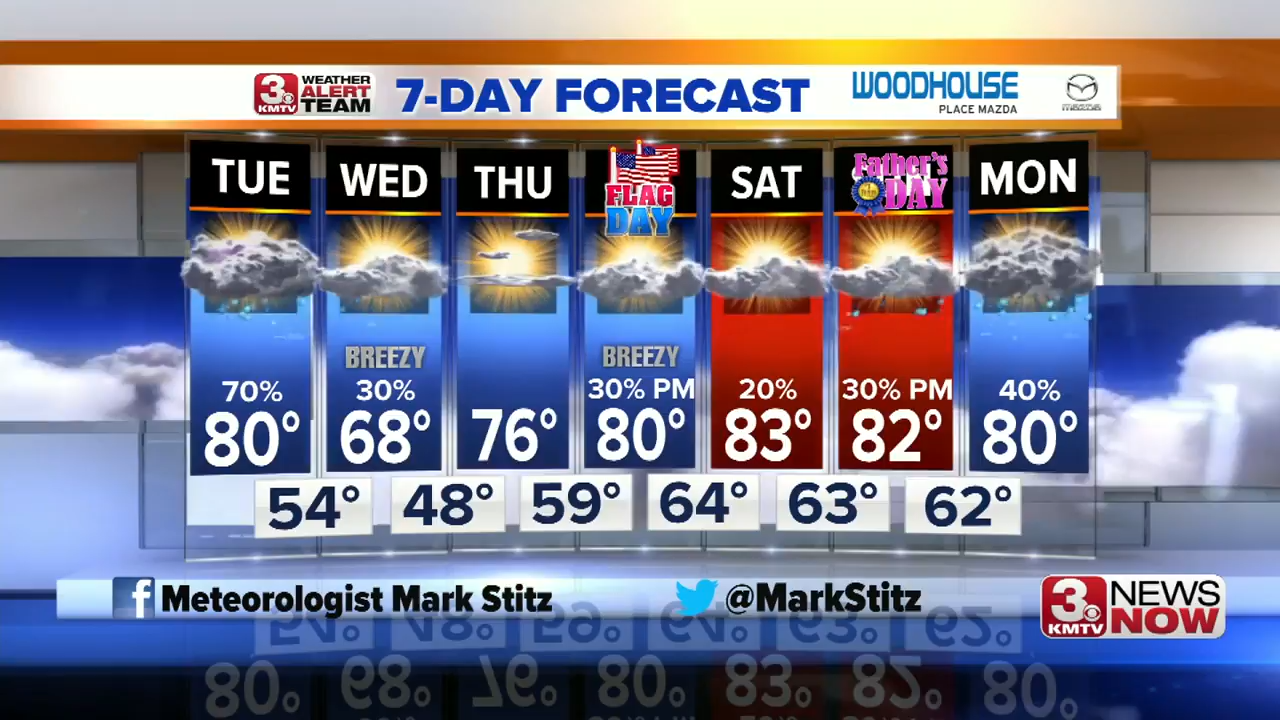 3 KMTV WEATHER ALERT TEAM
7-DAY FORECAST
WOODHOUSE
PLACE MAZDA
mazda
TUE WED THU FLAG DAY SAT Father's DAY MON
BREEZY BREEZY
70% 30% 30% PM 20% 30% PM 40%
80° 68° 76° 80° 83° 82° 80°
54° 48° 59° 64° 63° 62°
f Meteorologist Mark Stitz @MarkStitz
3 KMTV NEWS NOW